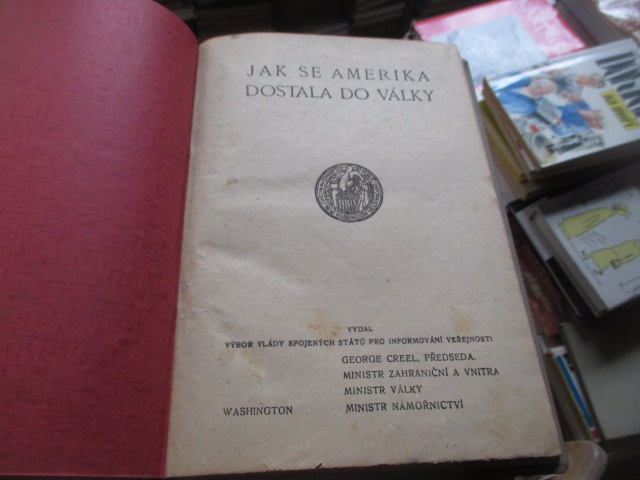 JAK SE AMERIKA
DOSTALA DO VÁLKY
VYDAL
VÝBOR VLÁDY SPOJENÝCH STÁTŮ PRO INFORMOVÁNÍ VEŘEJNOSTI
GEORGE CREEL, PŘEDSEDA.
MINISTR ZAHRANIČNÍ A VNITRA
MINISTR VÁLKY
WASHINGTON MINISTR NÁMOŘNICTVÍ